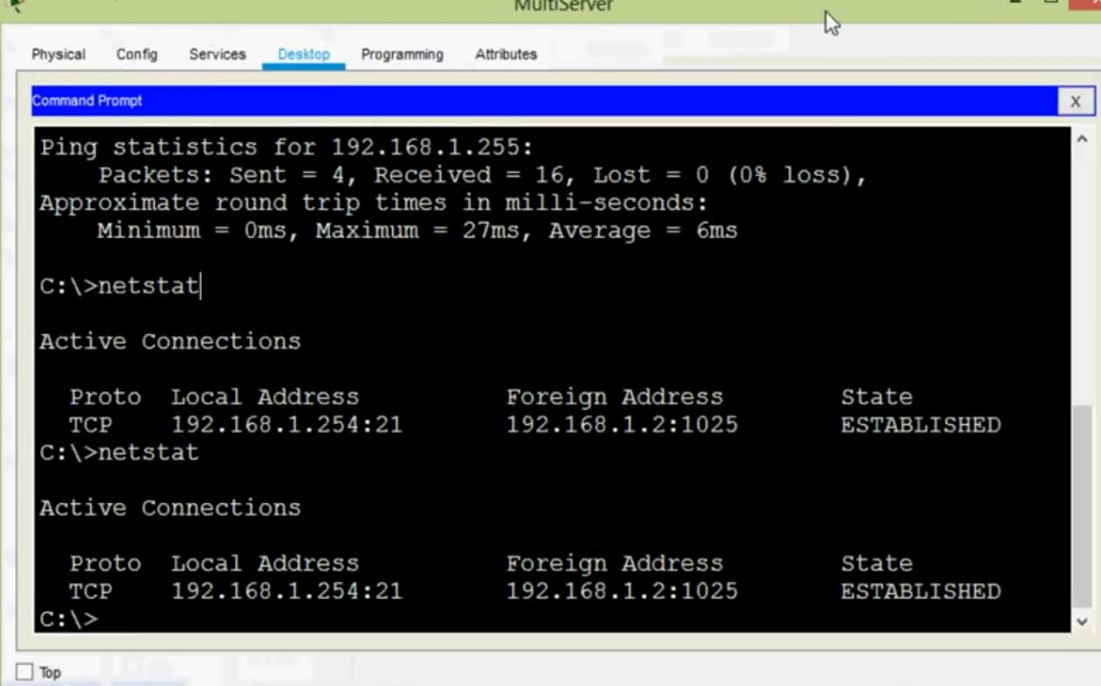 MultiServer
Physical Config Services Desktop Programming Attributes
Command Prompt X
Ping statistics for 192.168.1.255:
Packets: Sent = 4, Received = 16, Lost = 0 (0% loss),
Approximate round trip times in milli-seconds:
Minimum = 0ms, Maximum = 27ms, Average = 6ms
C:\>netstat
Active Connections
Proto Local Address Foreign Address State
TCP 192.168.1.254:21 192.168.1.2:1025 ESTABLISHED
C:\>netstat
Active Connections
Proto Local Address Foreign Address State
TCP 192.168.1.254:21 192.168.1.2:1025 ESTABLISHED
C:\>
Top